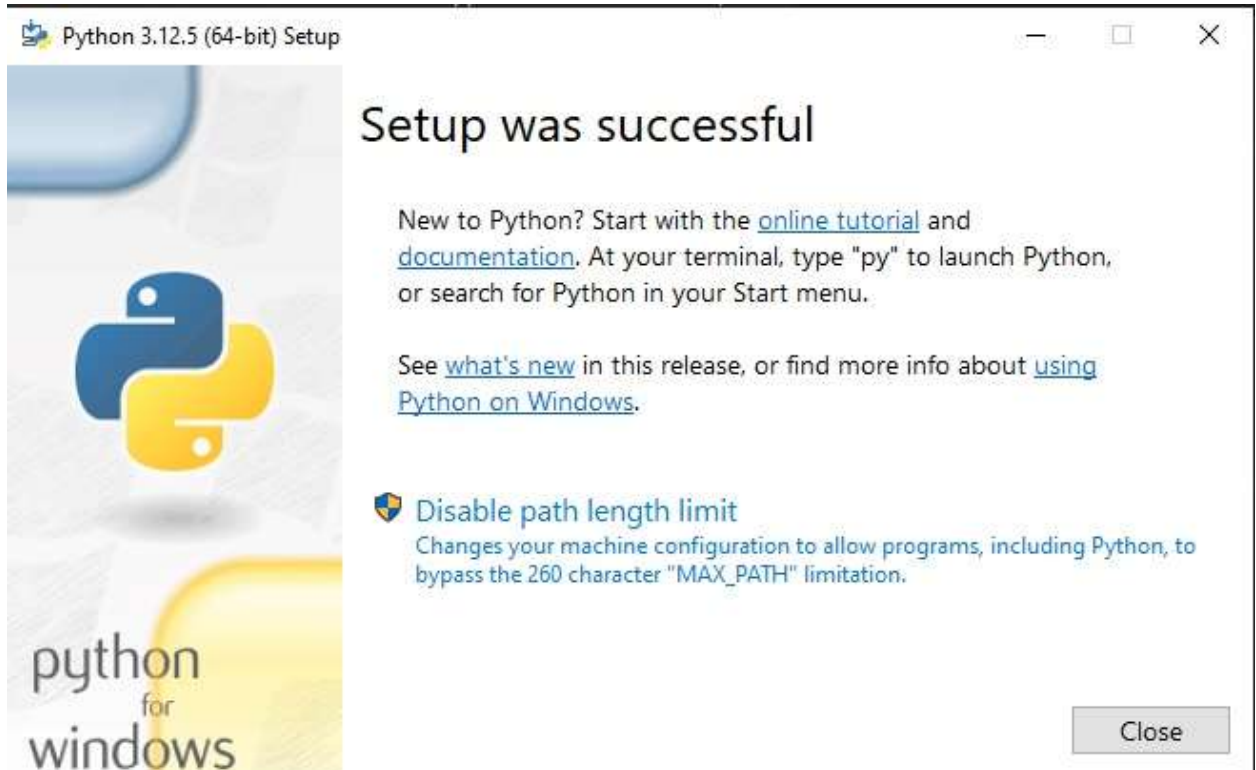 Python 3.12.5 (64-bit) Setup
Setup was successful
New to Python? Start with the online tutorial and
documentation. At your terminal, type "py" to launch Python,
or search for Python in your Start menu.
See what's new in this release, or find more info about using
Python on Windows.
Disable path length limit
Changes your machine configuration to allow programs, including Python, to
bypass the 260 character "MAX_PATH" limitation.
python
for
windows
Close